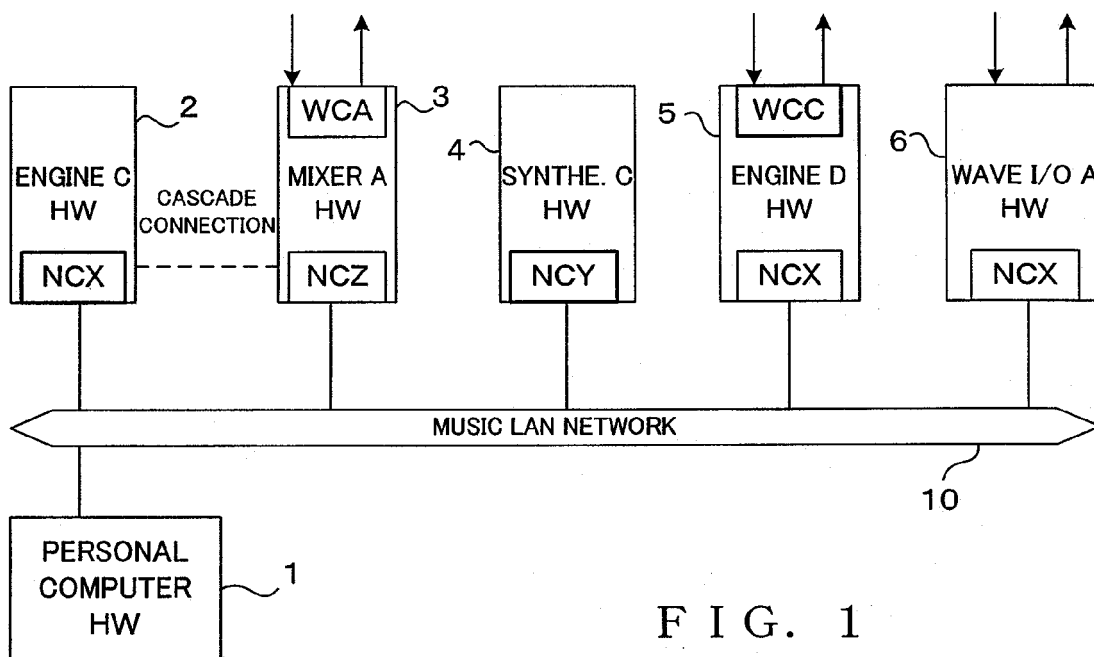 2
WCA
3
4
5
WCC
6
ENGINE C
HW
CASCADE
CONNECTION
MIXER A
HW
SYNTHE. C
HW
ENGINE D
HW
WAVE I/O A
HW
NCX
NCZ
NCY
NCX
NCX
MUSIC LAN NETWORK
10
PERSONAL
COMPUTER
HW
1
FIG. 1